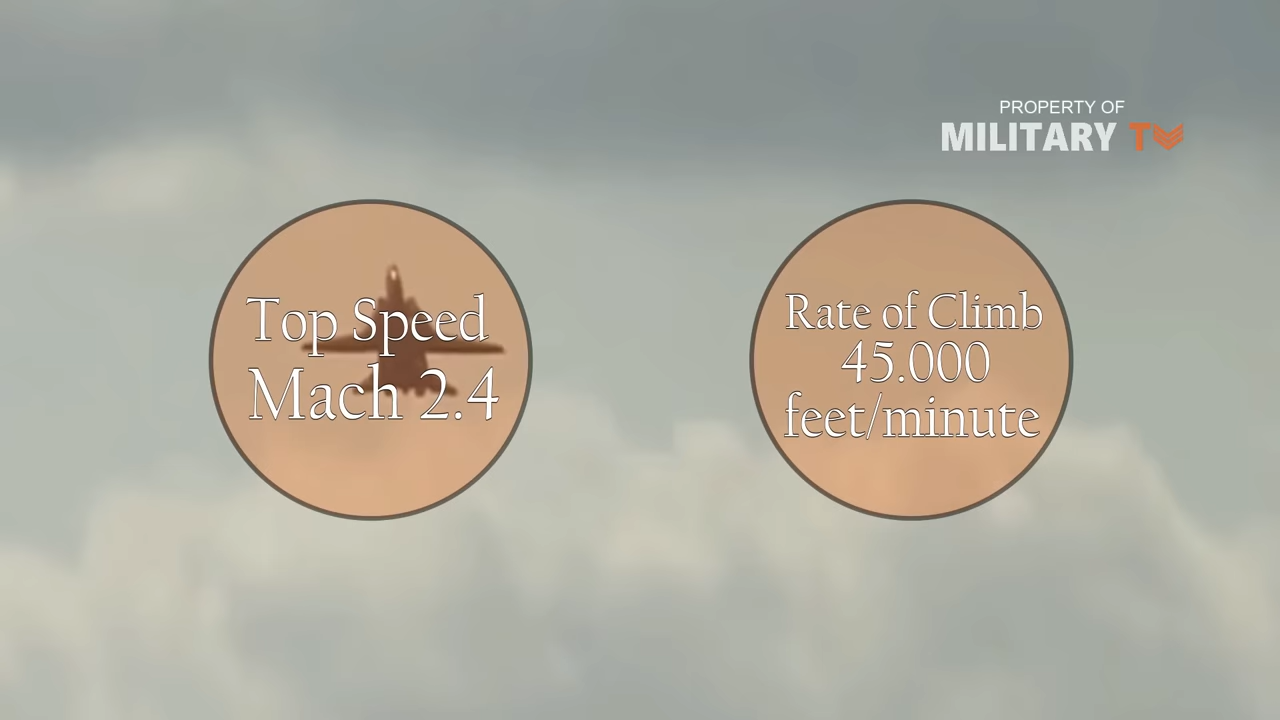 PROPERTY OF
MILITARY TV
Top Speed
Mach 2.4
Rate of Climb
45.000
feet/minute